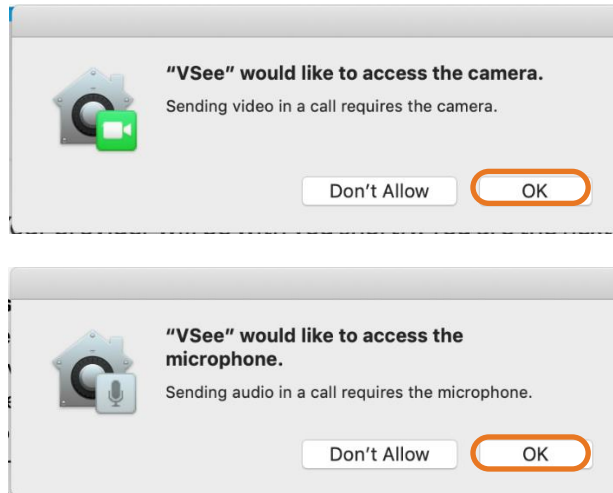 “VSee” would like to access the camera.
Sending video in a call requires the camera.
Don’t Allow
OK
“VSee” would like to access the
microphone.
Sending audio in a call requires the microphone.
Don’t Allow
OK